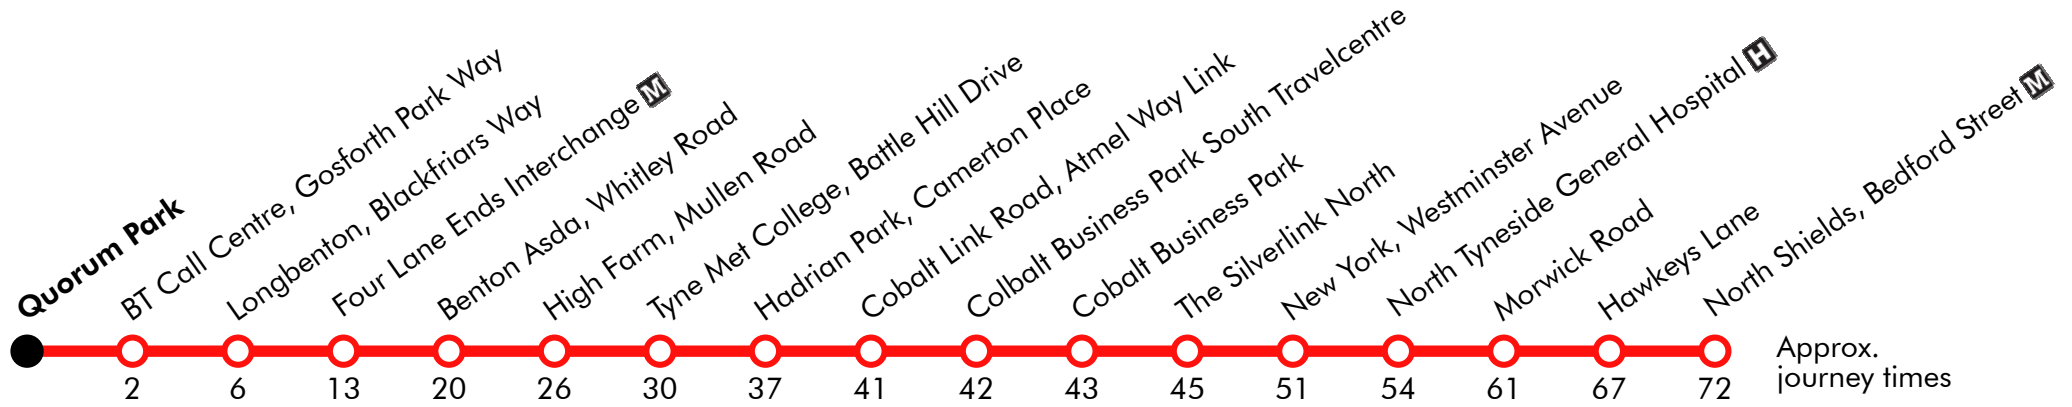 Quorum Park
BT Call Centre, Gosforth Park Way
Longbenton, Blackfriars Way
Four Lane Ends Interchange M
Benton Asda, Whitley Road
High Farm, Mullen Road
Tyne Met College, Battle Hill Drive
Hadrian Park, Camerton Place
Cobalt Link Road, Atmel Way Link
Colbalt Business Park South Travelcentre
Cobalt Business Park
The Silverlink North
New York, Westminster Avenue
North Tyneside General Hospital H
Morwick Road
Hawkeys Lane
North Shields, Bedford Street M
2 6 13 20 26 30 37 41 42 43 45 51 54 61 67 72
Approx.
journey times